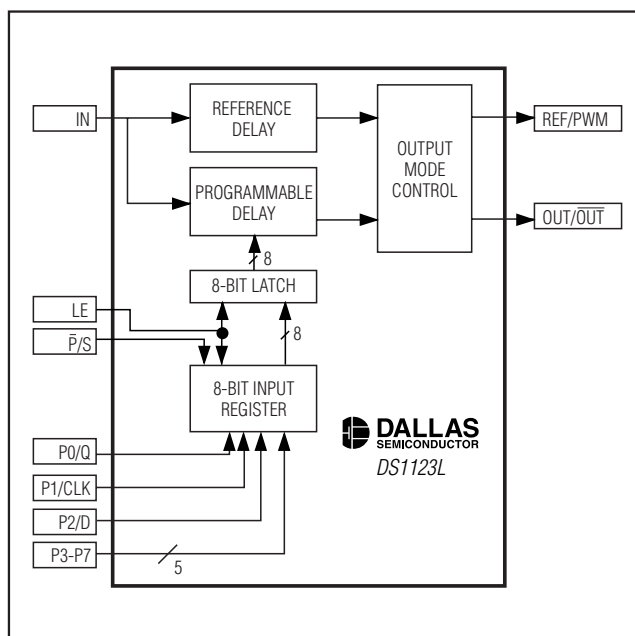 IN
REFERENCE
DELAY
PROGRAMMABLE
DELAY
OUTPUT
MODE
CONTROL
REF/PWM
OUT/O̅U̅T̅
8
8-BIT LATCH
LE
P̅/S
8
8-BIT INPUT
REGISTER
DALLAS
SEMICONDUCTOR
DS1123L
P0/Q
P1/CLK
P2/D
P3-P7
5